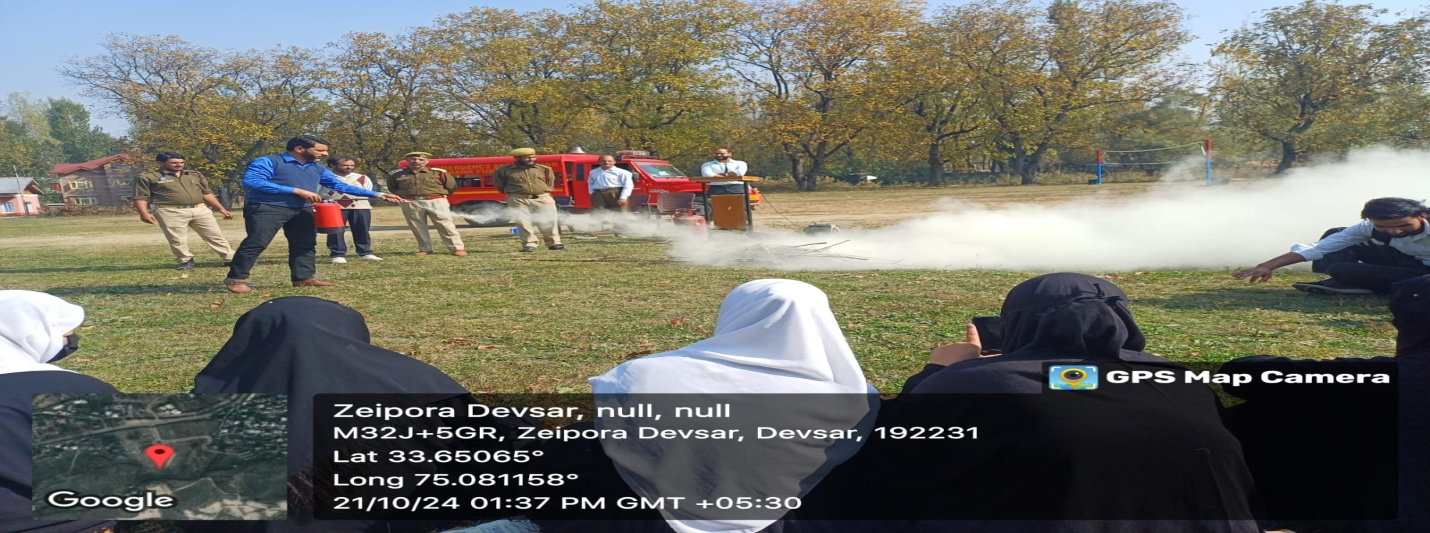 GPS Map Camera
Zeipora Devsar, null, null
M32J+5GR, Zeipora Devsar, Devsar, 192231
Lat 33.65065°
Long 75.081158°
21/10/24 01:37 PM GMT +05:30
Google